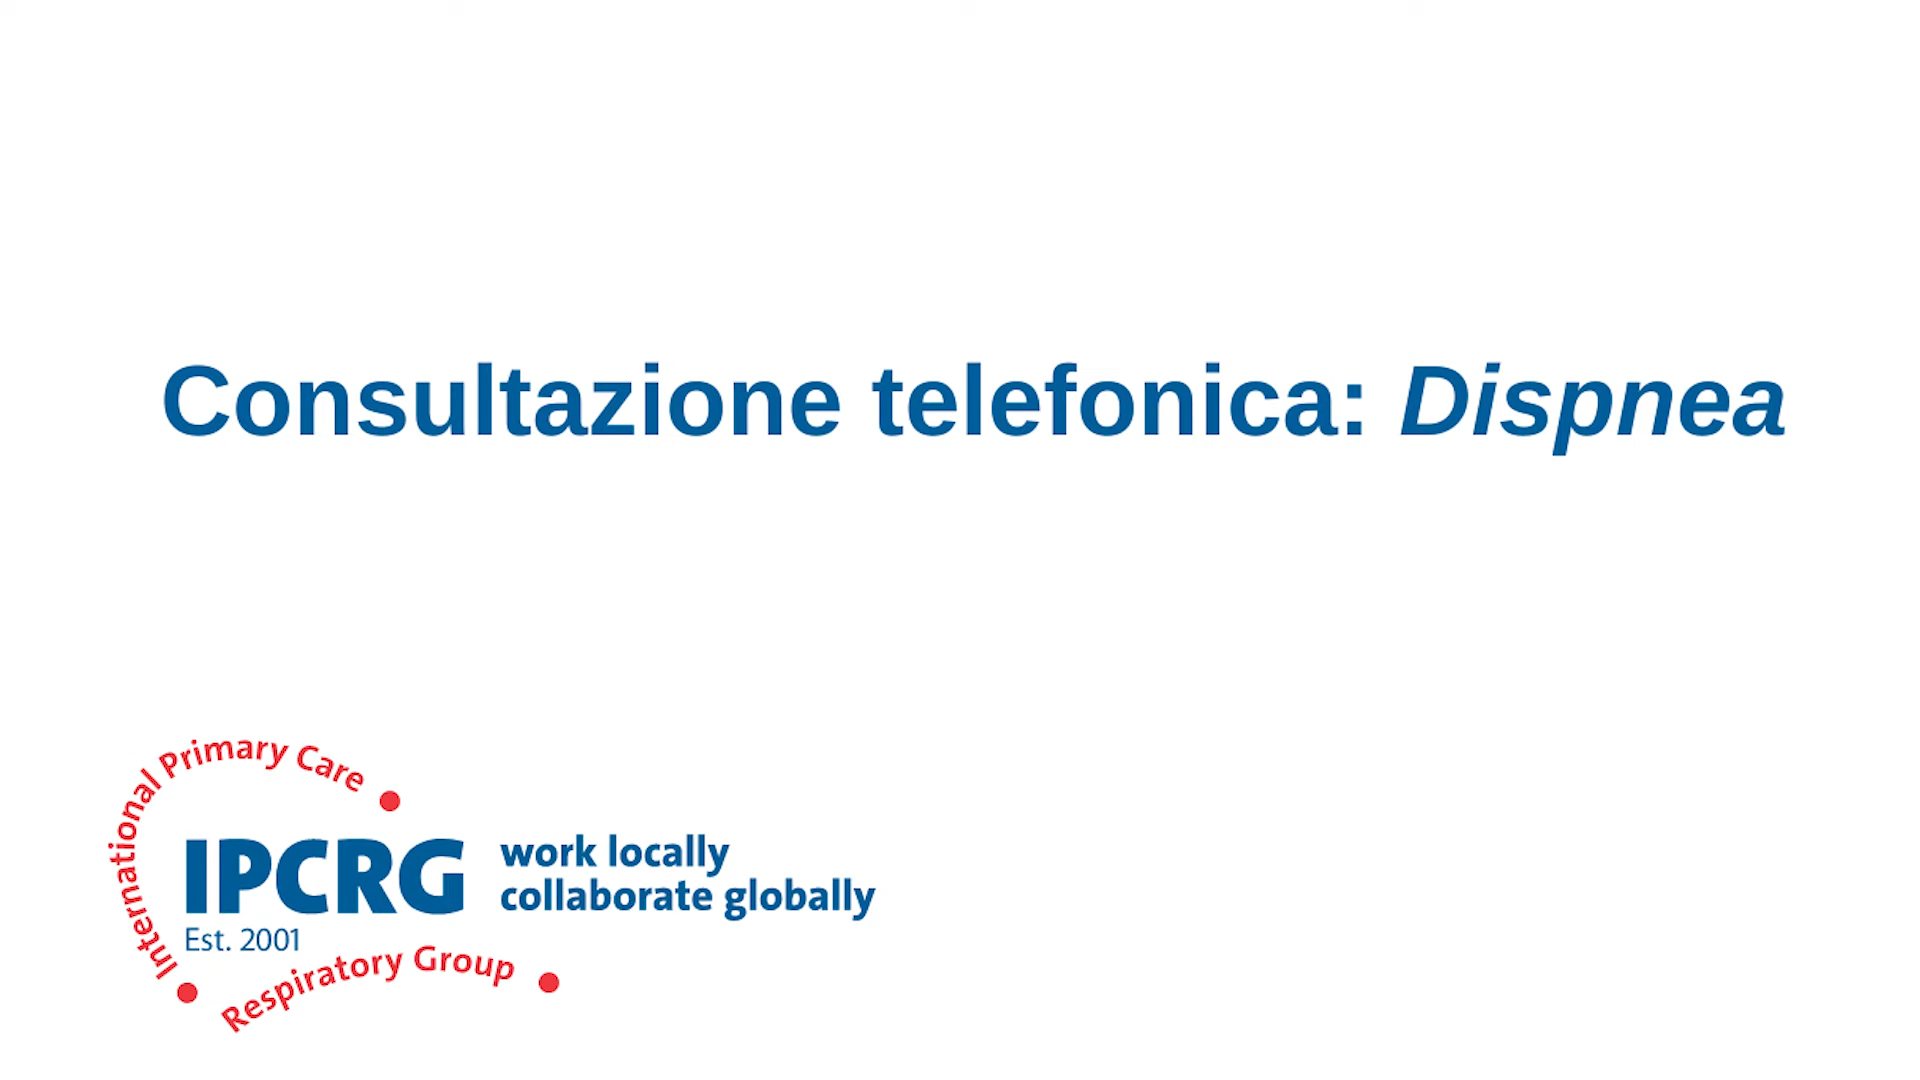 Consultazione telefonica: Dispnea
International Primary Care
IPCRG
Est. 2001
Respiratory Group
work locally
collaborate globally